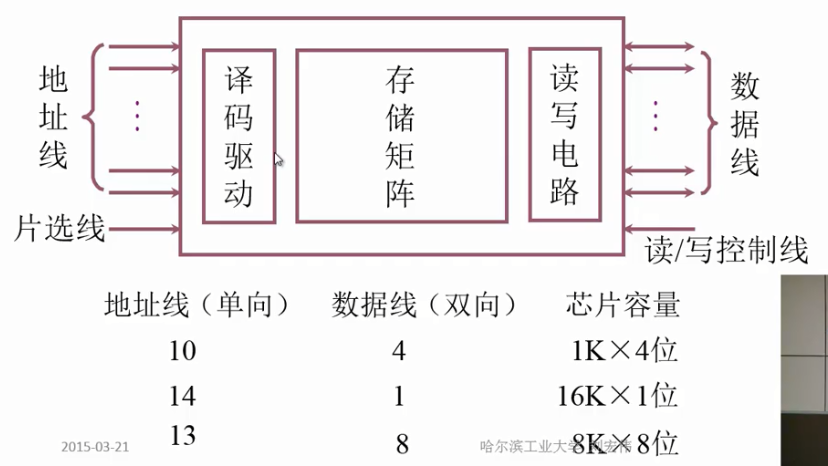 地址线
片选线
译码驱动
存储矩阵
读写电路
数据线
读/写控制线
地址线（单向） 数据线（双向） 芯片容量
10 4 1K×4位
14 1 16K×1位
13 8 8K×8位
2015-03-21 哈尔滨工业大学 刘宏伟